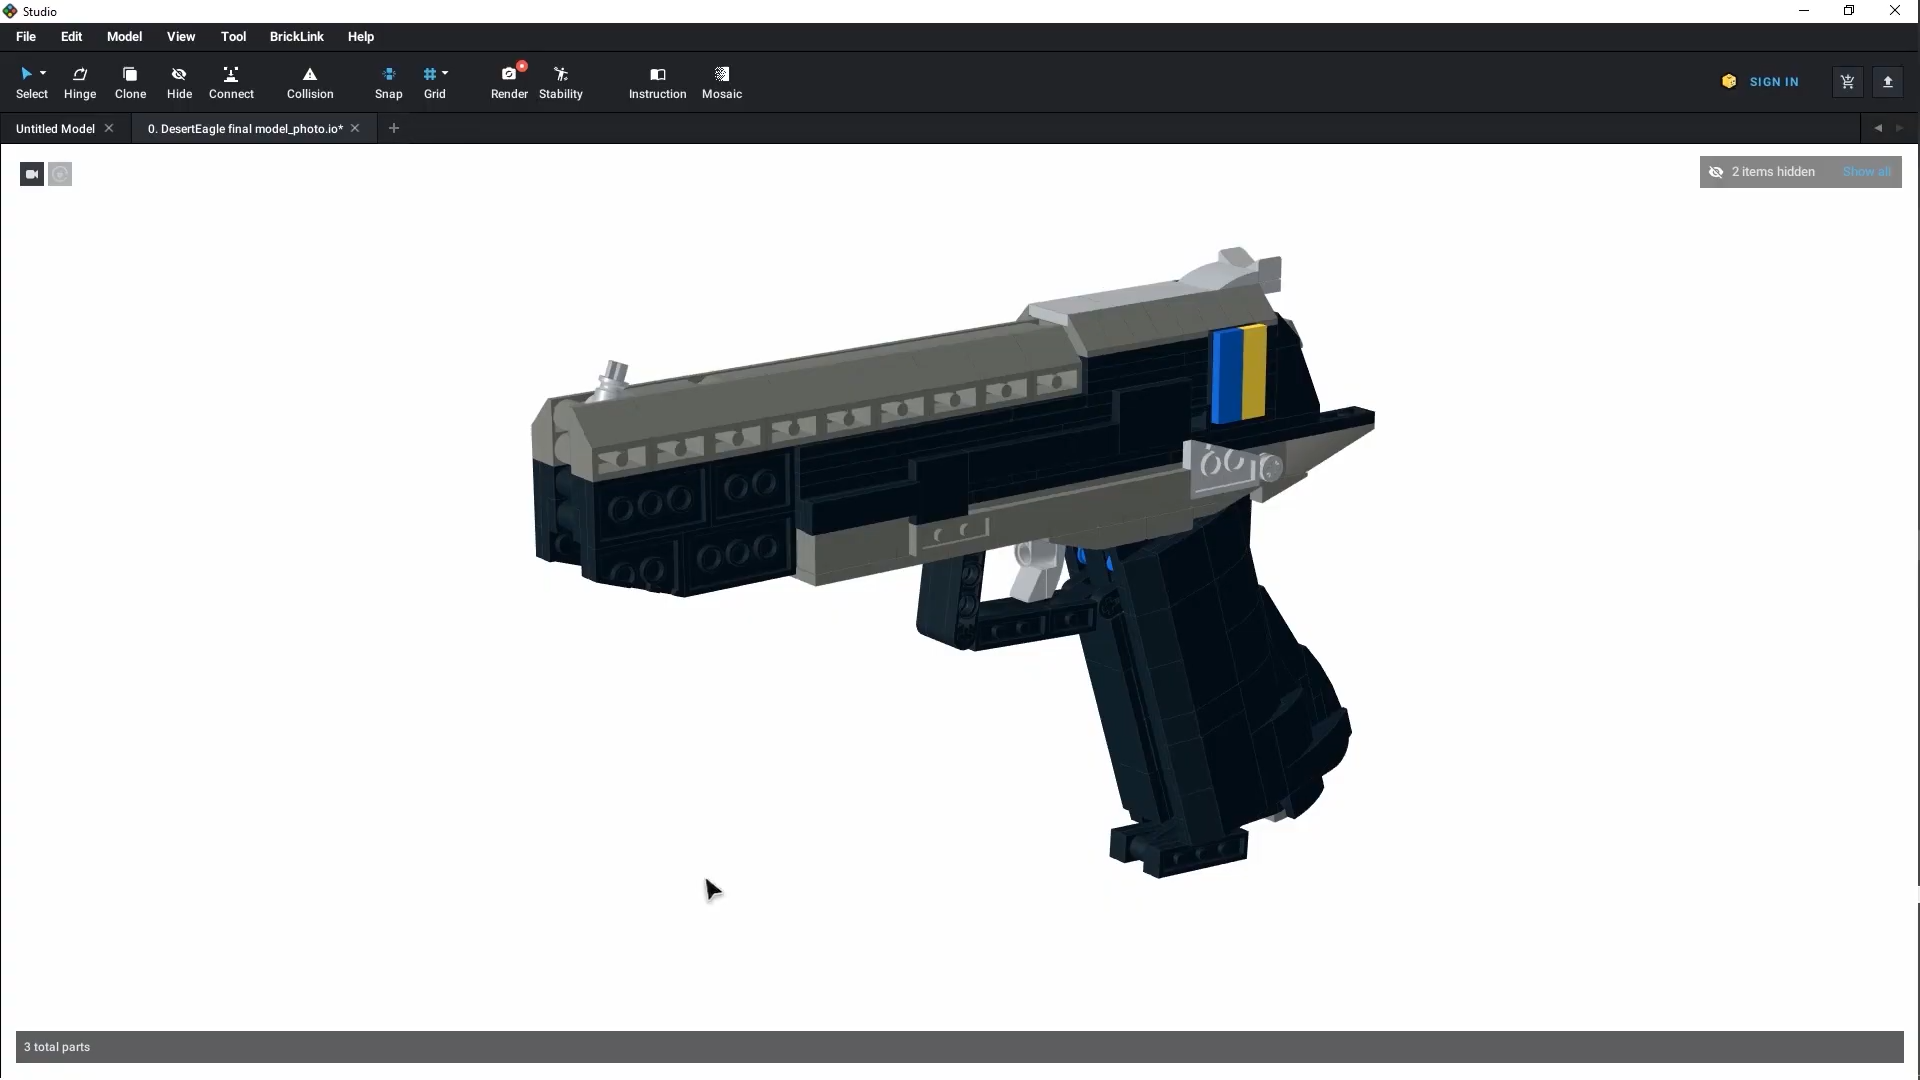 Studio
File Edit Model View Tool BrickLink Help
Select Hinge Clone Hide Connect Collision Snap Grid Render Stability Instruction Mosaic SIGN IN
Untitled Model 0. DesertEagle final model_photo.io*
2 items hidden Show all
3 total parts